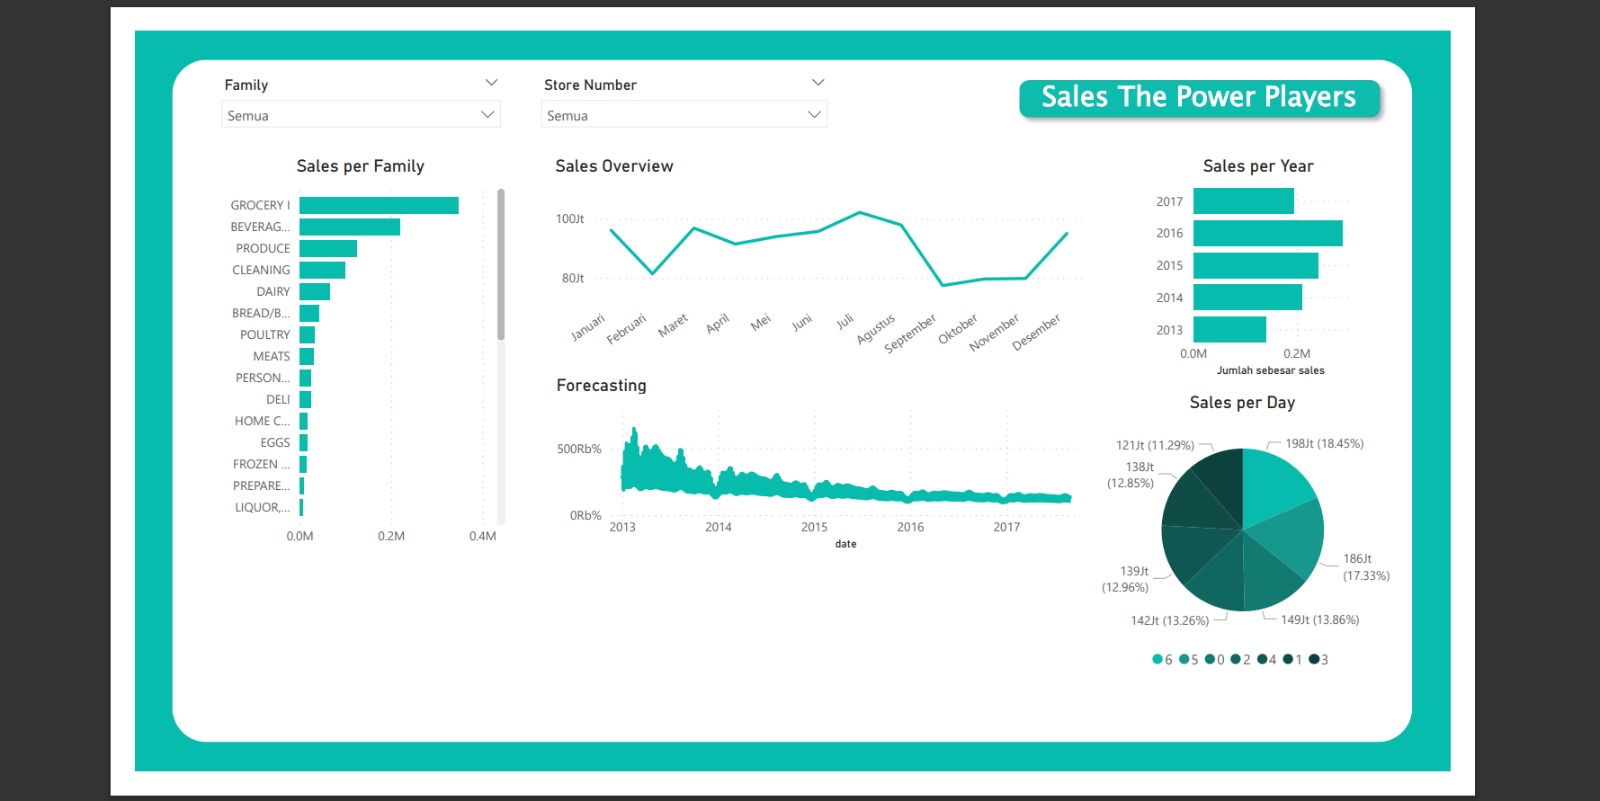 Family
Semua
Store Number
Semua
Sales The Power Players
Sales per Family
GROCERY I
BEVERAG...
PRODUCE
CLEANING
DAIRY
BREAD/B...
POULTRY
MEATS
PERSON...
DELI
HOME C...
EGGS
FROZEN ...
PREPARE...
LIQUOR,...
0.0M 0.2M 0.4M
Sales Overview
100Jt
80Jt
Januari Februari Maret April Mei Juni Juli Agustus September Oktober November Desember
Forecasting
500Rb%
0Rb%
2013 2014 2015 2016 2017
date
Sales per Year
2017
2016
2015
2014
2013
0.0M 0.2M
Jumlah sebesar sales
Sales per Day
198Jt (18.45%)
186Jt
(17.33%)
149Jt (13.86%)
142Jt (13.26%)
139Jt
(12.96%)
138Jt
(12.85%)
121Jt (11.29%)
6 5 0 2 4 1 3